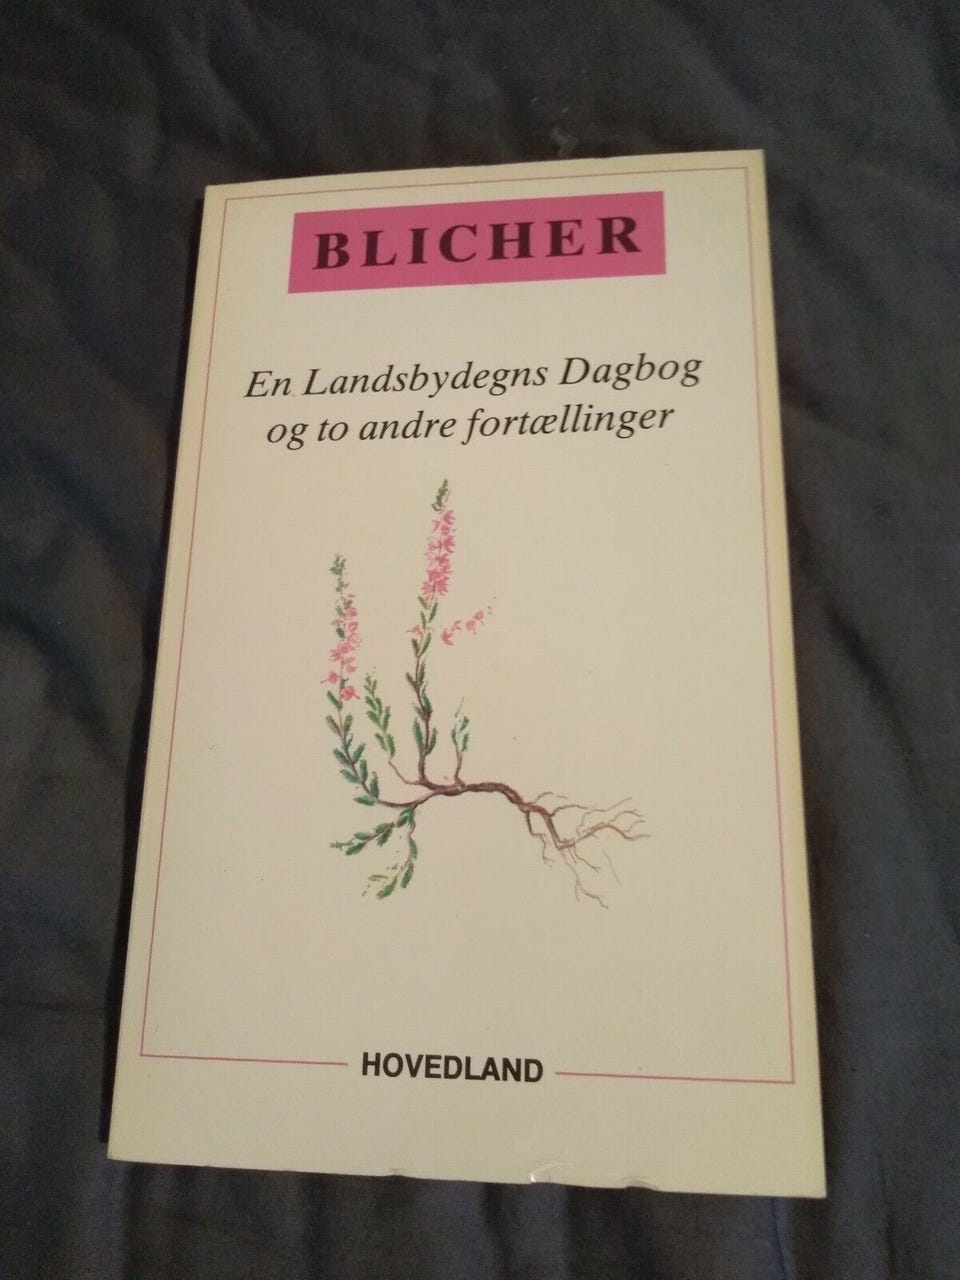 BLICHER
En Landsbydegns Dagbog
og to andre fortællinger
HOVEDLAND